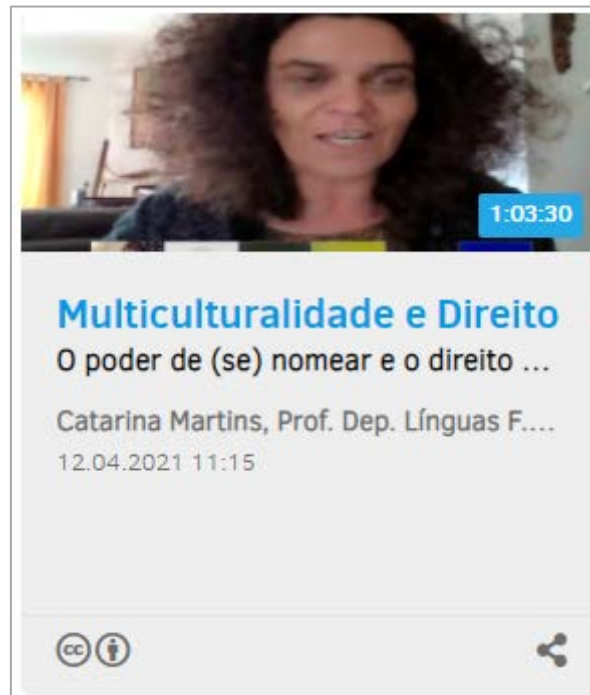 1:03:30
Multiculturalidade e Direito
O poder de (se) nomear e o direito ...
Catarina Martins, Prof. Dep. Línguas F....
12.04.2021 11:15
cc